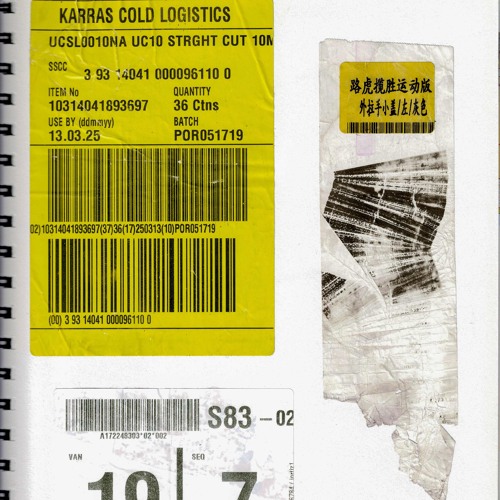 KARRAS COLD LOGISTICS
UCSL0010NA UC10 STRGHT CUT 10M
SSCC 3 93 14041 000096110 0
ITEM No QUANTITY
10314041893697 36 Ctns
USE BY (ddmmyy) BATCH
13.03.25 POR051719
02)10314041893697(37)36(17)250313(10)POR051719
(00) 3 93 14041 000096110 0
路虎揽胜运动版
外拉手小盖/左/灰色
S83 - 02
A172248303*02*002
VAN SEQ
19 7